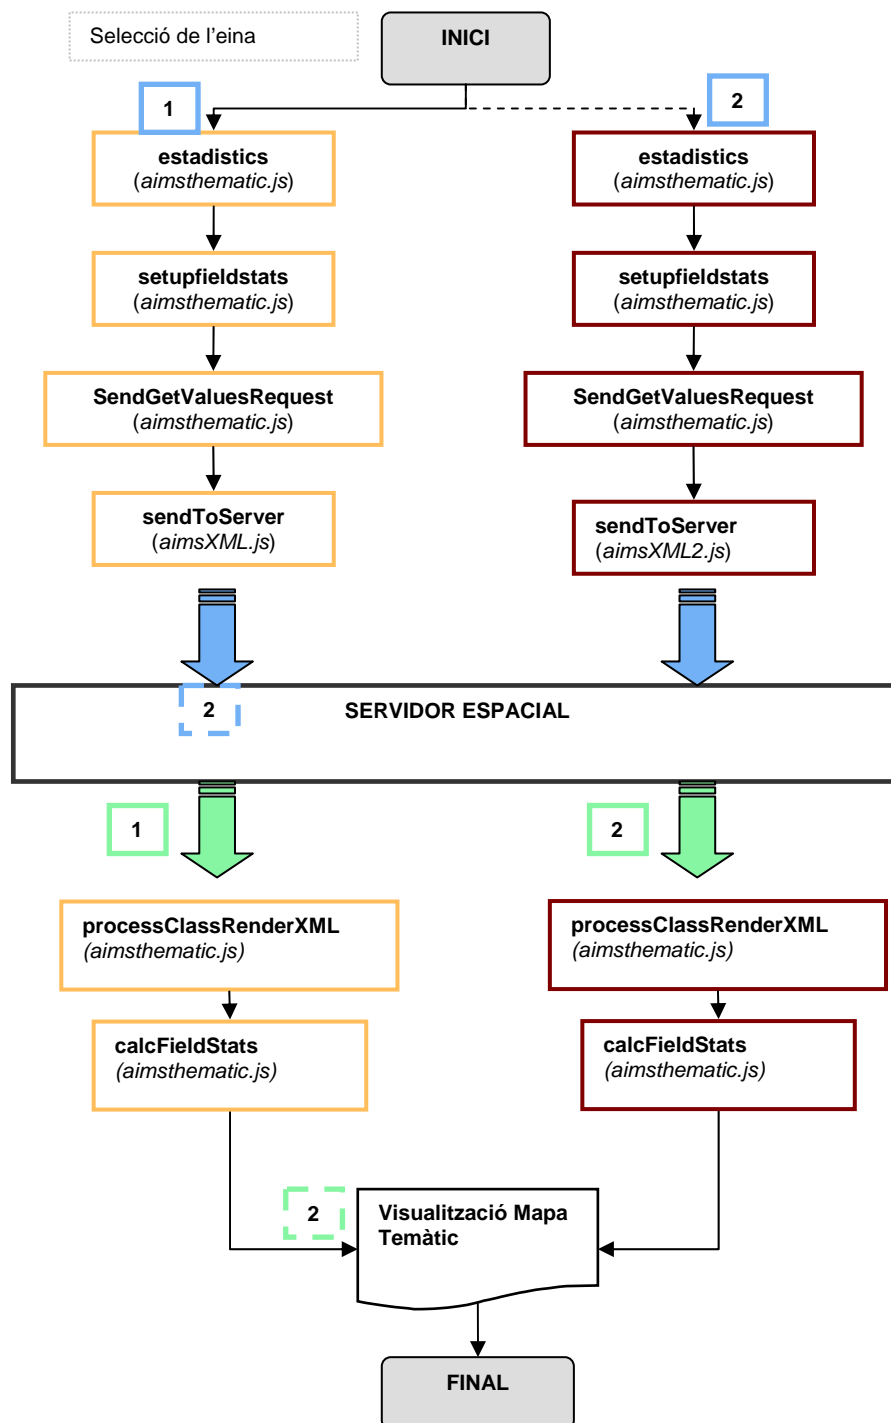 Selecció de l'eina
INICI
1
2
estadistics
(aimsthematic.js)
estadistics
(aimsthematic.js)
setupfieldstats
(aimsthematic.js)
setupfieldstats
(aimsthematic.js)
SendGetValuesRequest
(aimsthematic.js)
SendGetValuesRequest
(aimsthematic.js)
sendToServer
(aimsXML.js)
sendToServer
(aimsXML2.js)
2
SERVIDOR ESPACIAL
1
2
processClassRenderXML
(aimsthematic.js)
processClassRenderXML
(aimsthematic.js)
calcFieldStats
(aimsthematic.js)
calcFieldStats
(aimsthematic.js)
2
Visualització Mapa
Temàtic
FINAL